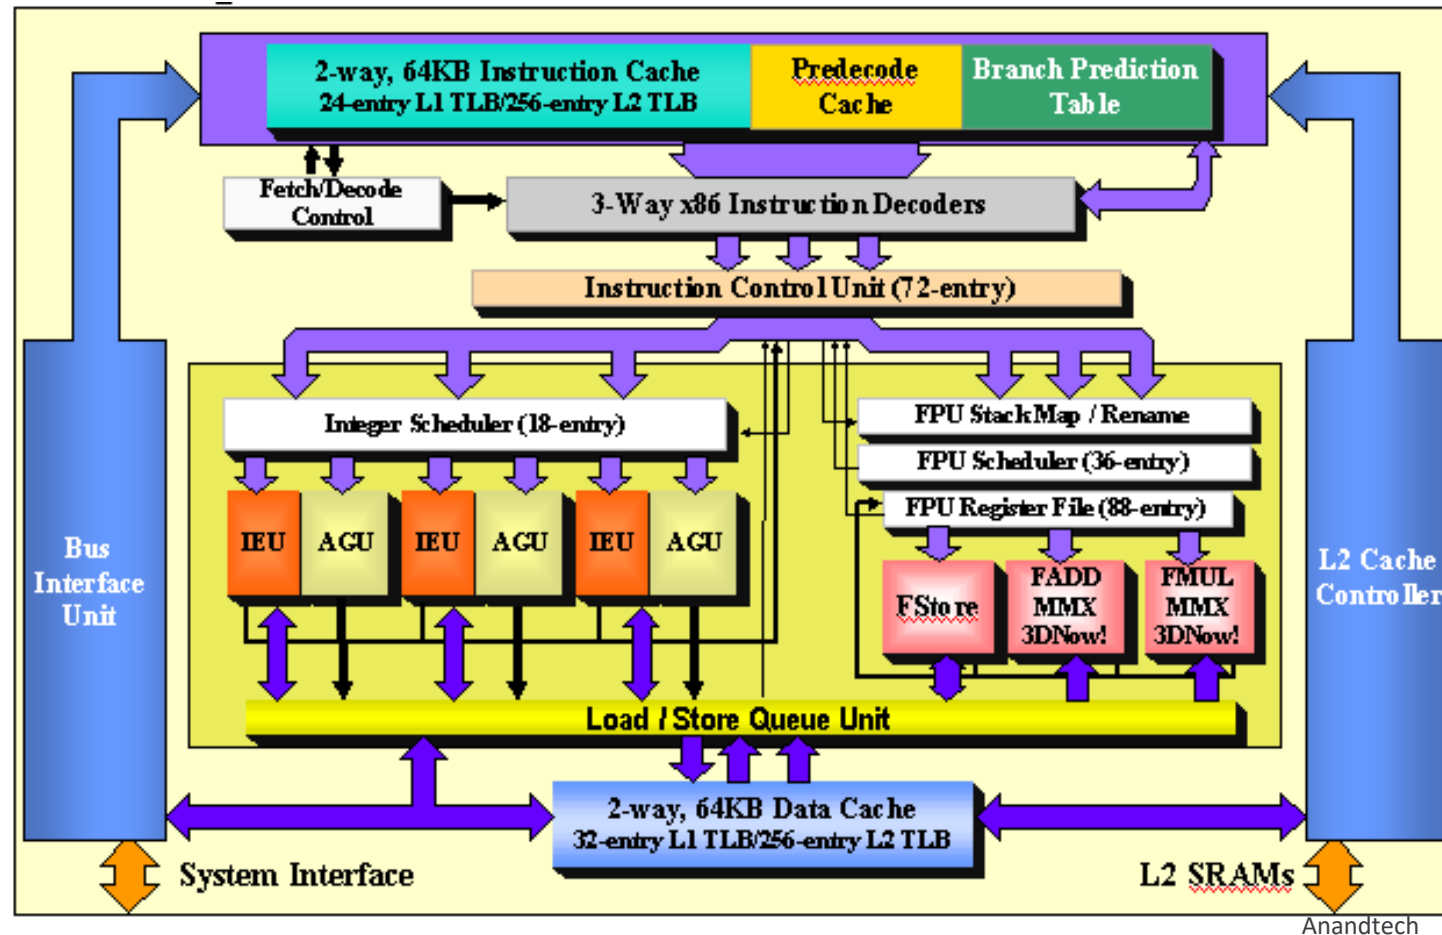 2-way, 64KB Instruction Cache
24-entry L1 TLB/256-entry L2 TLB
Predecode
Cache
Branch Prediction
Table
Fetch/Decode
Control
3-Way x86 Instruction Decoders
Instruction Control Unit (72-entry)
Integer Scheduler (18-entry)
FPU Stack Map / Rename
FPU Scheduler (36-entry)
FPU Register File (88-entry)
IEU
AGU
IEU
AGU
IEU
AGU
FStore
FADD
MMX
3DNow!
FMUL
MMX
3DNow!
Bus
Interface
Unit
L2 Cache
Controller
Load / Store Queue Unit
2-way, 64KB Data Cache
32-entry L1 TLB/256-entry L2 TLB
System Interface
L2 SRAMs
Anandtech